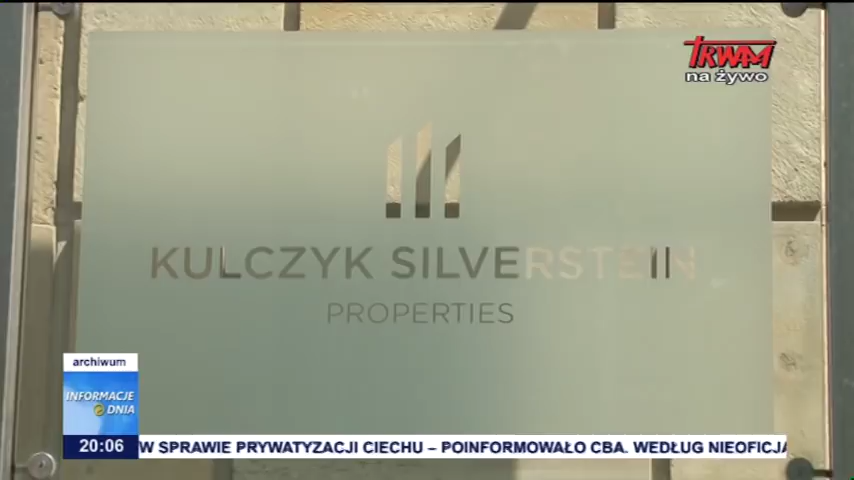 TRWAM
na żywo
KULCZYK SILVERSTEIN
PROPERTIES
archiwum
INFORMACJE
DNIA
20:06
W SPRAWIE PRYWATYZACJI CIECHU – POINFORMOWAŁO CBA. WEDŁUG NIEOFICJA